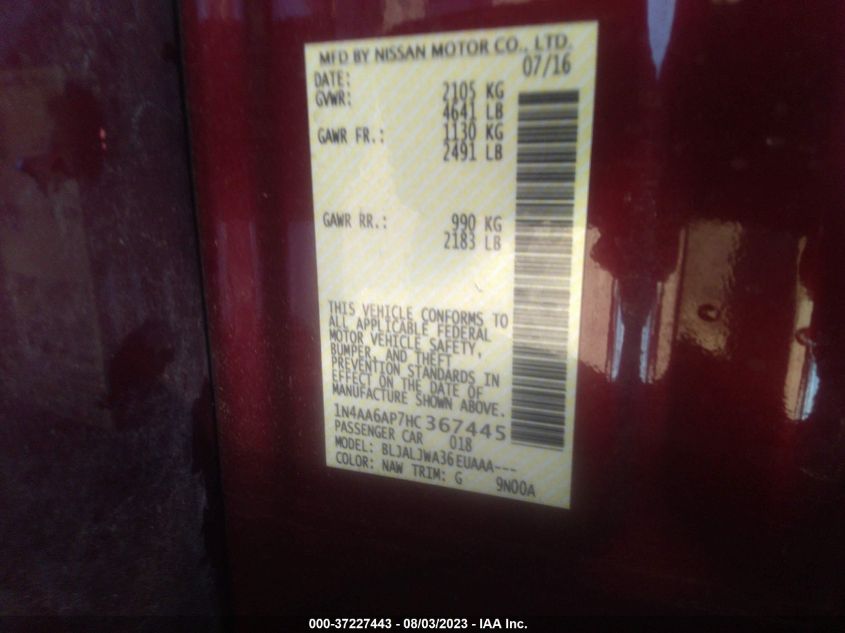 MFD BY NISSAN MOTOR CO., LTD.
DATE: 07/16
GVWR: 2105 KG
4641 LB
GAWR FR.: 1130 KG
2491 LB
GAWR RR.: 990 KG
2183 LB
THIS VEHICLE CONFORMS TO
ALL APPLICABLE FEDERAL
MOTOR VEHICLE SAFETY,
BUMPER, AND THEFT
PREVENTION STANDARDS IN
EFFECT ON THE DATE OF
MANUFACTURE SHOWN ABOVE.
1N4AA6AP7HC367445
PASSENGER CAR 018
MODEL: BLJALJWA36EUAAA---
COLOR: NAW TRIM: G 9N00A
000-37227443 - 08/03/2023 - IAA Inc.